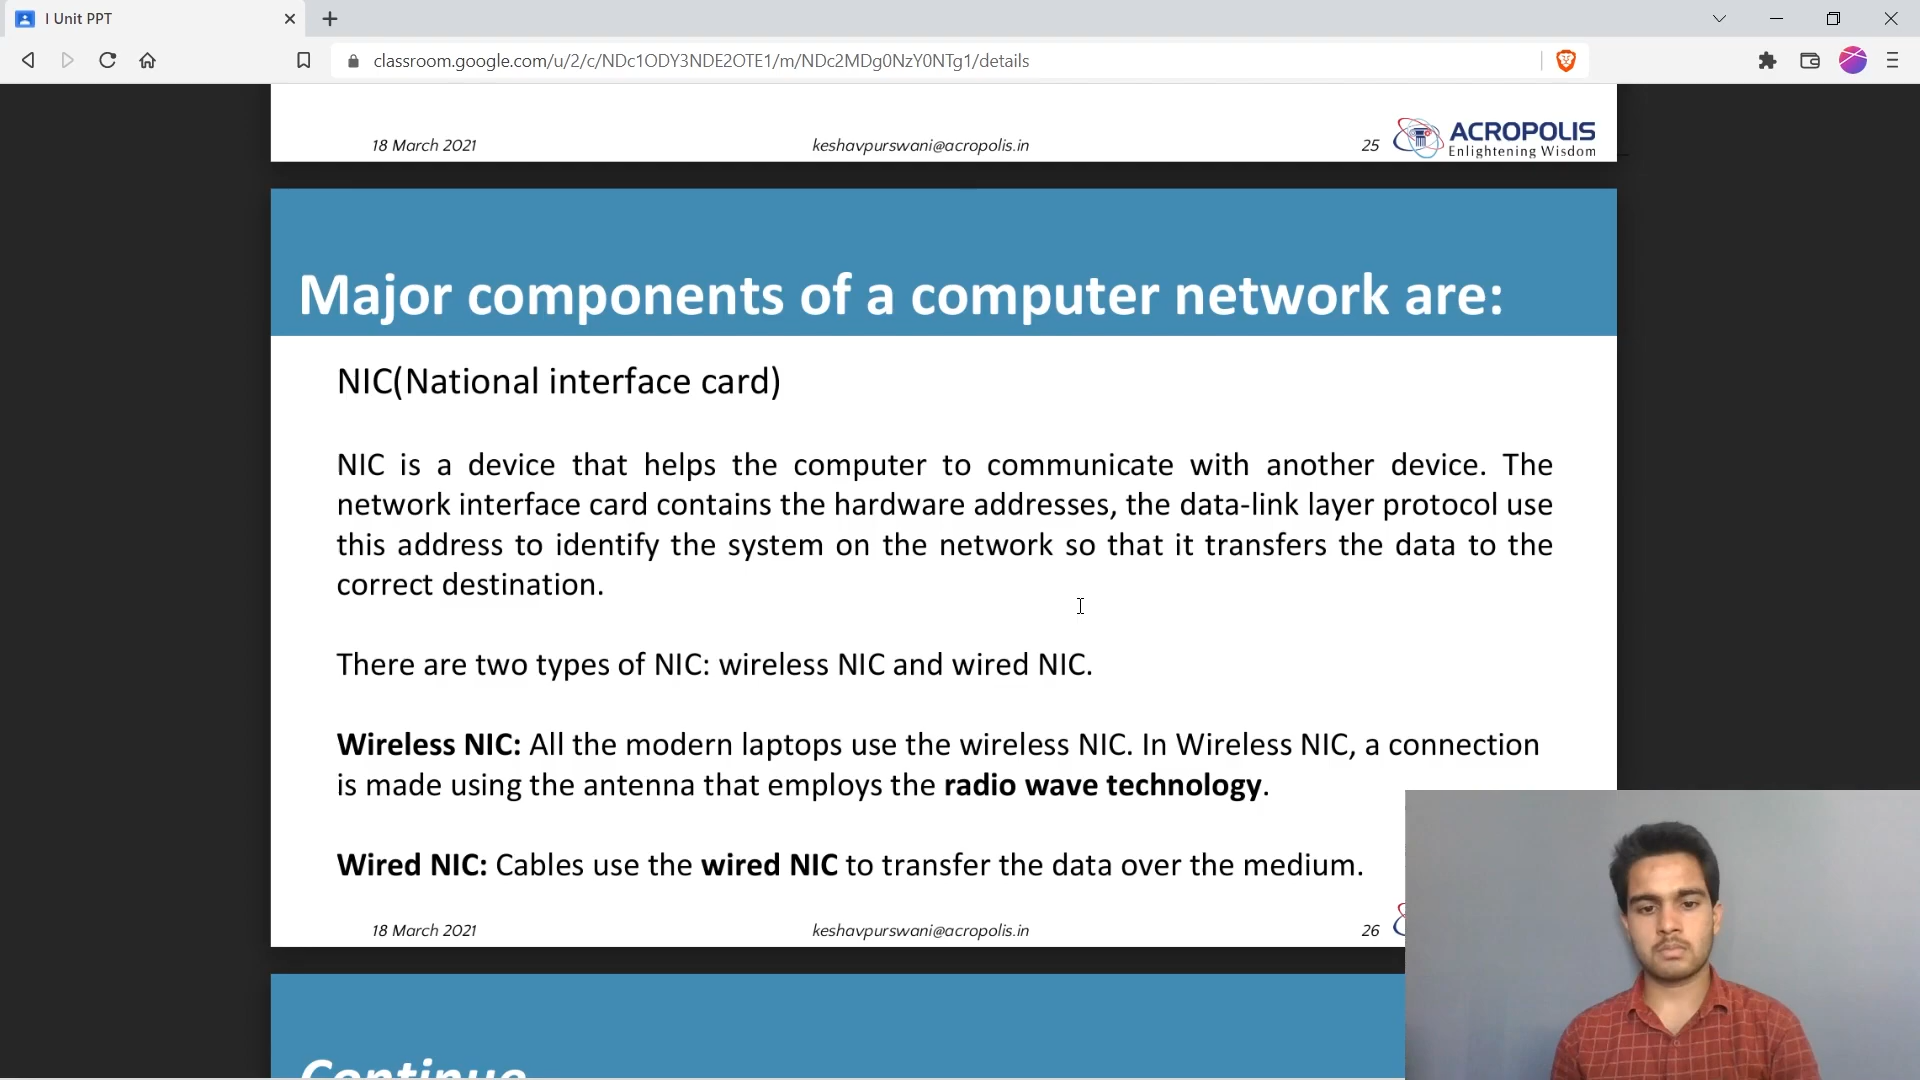 I Unit PPT
classroom.google.com/u/2/c/NDc1ODY3NDE2OTE1/m/NDc2MDg0NzY0NTg1/details
18 March 2021
keshavpurswani@acropolis.in
25
ACROPOLIS
Enlightening Wisdom
Major components of a computer network are:
NIC(National interface card)
NIC is a device that helps the computer to communicate with another device. The
network interface card contains the hardware addresses, the data-link layer protocol use
this address to identify the system on the network so that it transfers the data to the
correct destination.
There are two types of NIC: wireless NIC and wired NIC.
Wireless NIC: All the modern laptops use the wireless NIC. In Wireless NIC, a connection
is made using the antenna that employs the radio wave technology.
Wired NIC: Cables use the wired NIC to transfer the data over the medium.
18 March 2021
keshavpurswani@acropolis.in
26
Continue